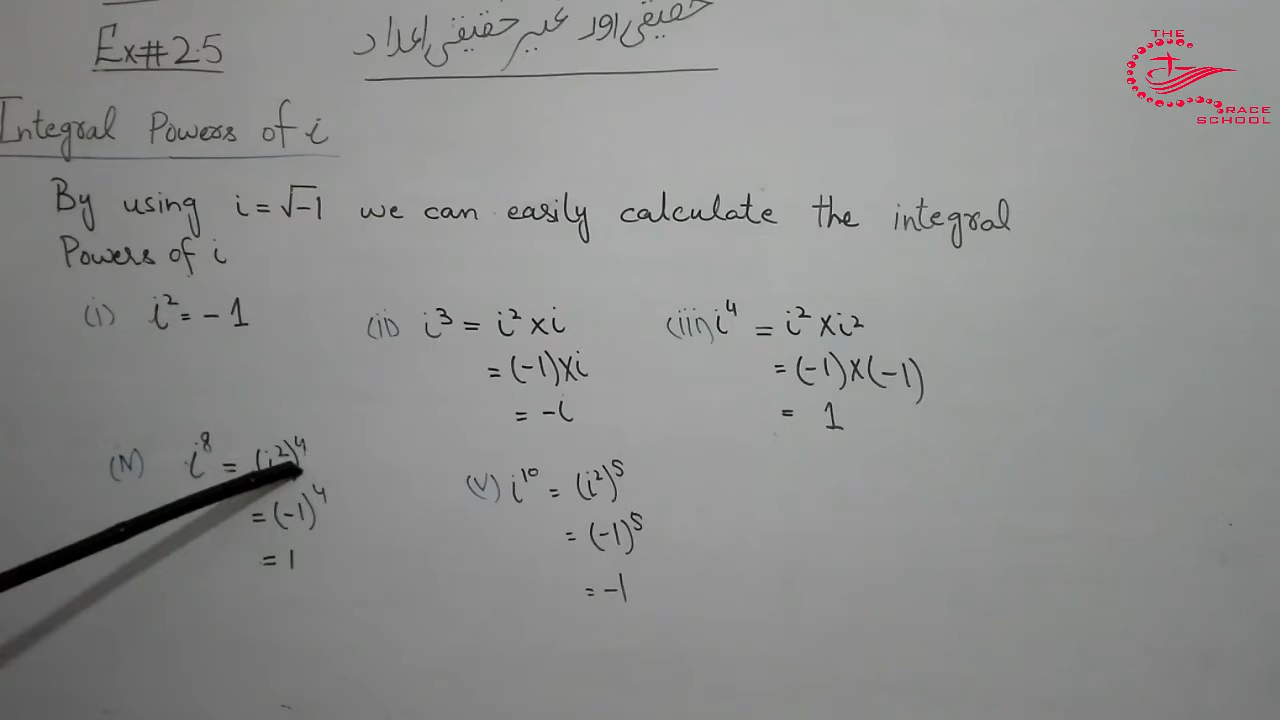 Ex#2.5
حقیقی اور غیر حقیقی اعداد
THE
GRACE
SCHOOL
Integral Powers of i
By using i = √-1 we can easily calculate the integral
Powers of i
(i) i² = -1
(ii) i³ = i² x i
= (-1) x i
= -i
(iii) i⁴ = i² x i²
= (-1) x (-1)
= 1
(iv) i⁸ = (i²)⁴
= (-1)⁴
= 1
(v) i¹⁰ = (i²)⁵
= (-1)⁵
= -1